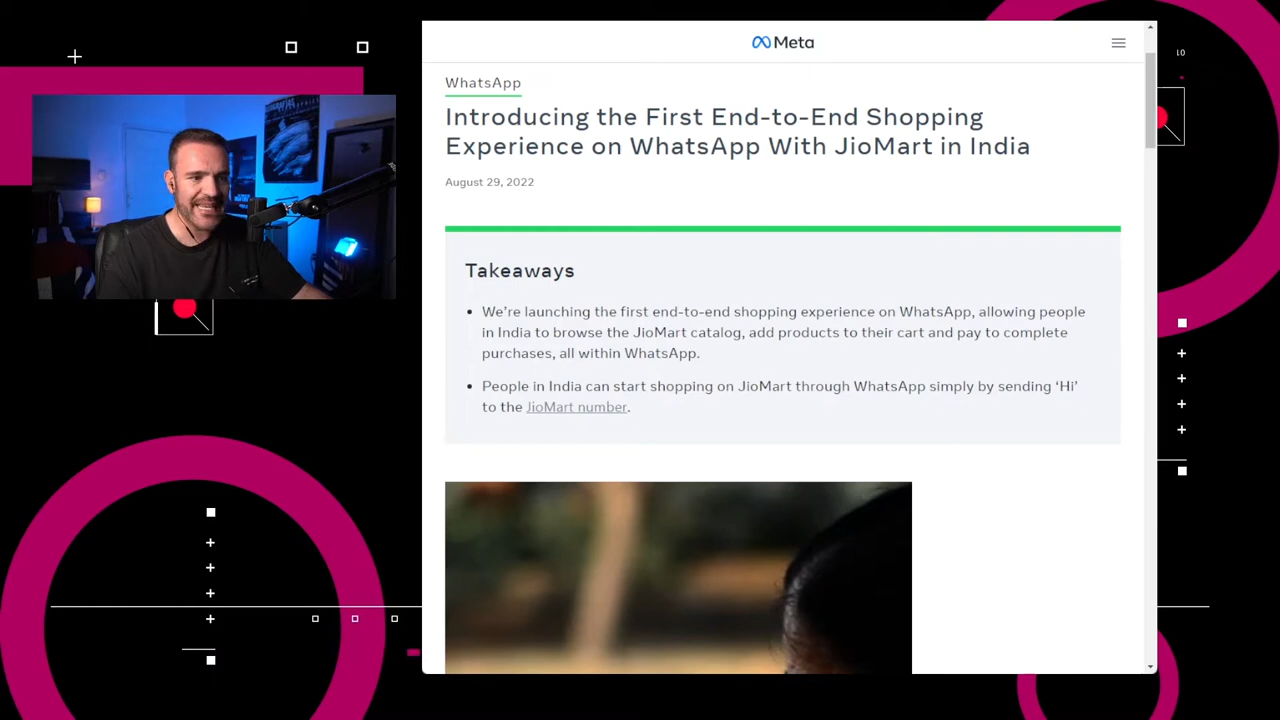 Meta
WhatsApp
Introducing the First End-to-End Shopping
Experience on WhatsApp With JioMart in India
August 29, 2022
Takeaways
• We’re launching the first end-to-end shopping experience on WhatsApp, allowing people
in India to browse the JioMart catalog, add products to their cart and pay to complete
purchases, all within WhatsApp.
• People in India can start shopping on JioMart through WhatsApp simply by sending ‘Hi’
to the JioMart number.